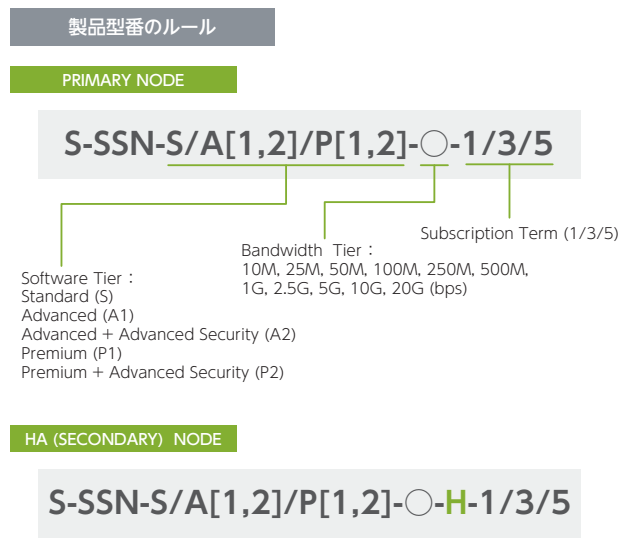 製品型番のルール
PRIMARY NODE
S-SSN-S/A[1,2]/P[1,2]-○-1/3/5
Subscription Term (1/3/5)
Bandwidth Tier：
10M, 25M, 50M, 100M, 250M, 500M,
1G, 2.5G, 5G, 10G, 20G (bps)
Software Tier：
Standard (S)
Advanced (A1)
Advanced + Advanced Security (A2)
Premium (P1)
Premium + Advanced Security (P2)
HA (SECONDARY) NODE
S-SSN-S/A[1,2]/P[1,2]-○-H-1/3/5